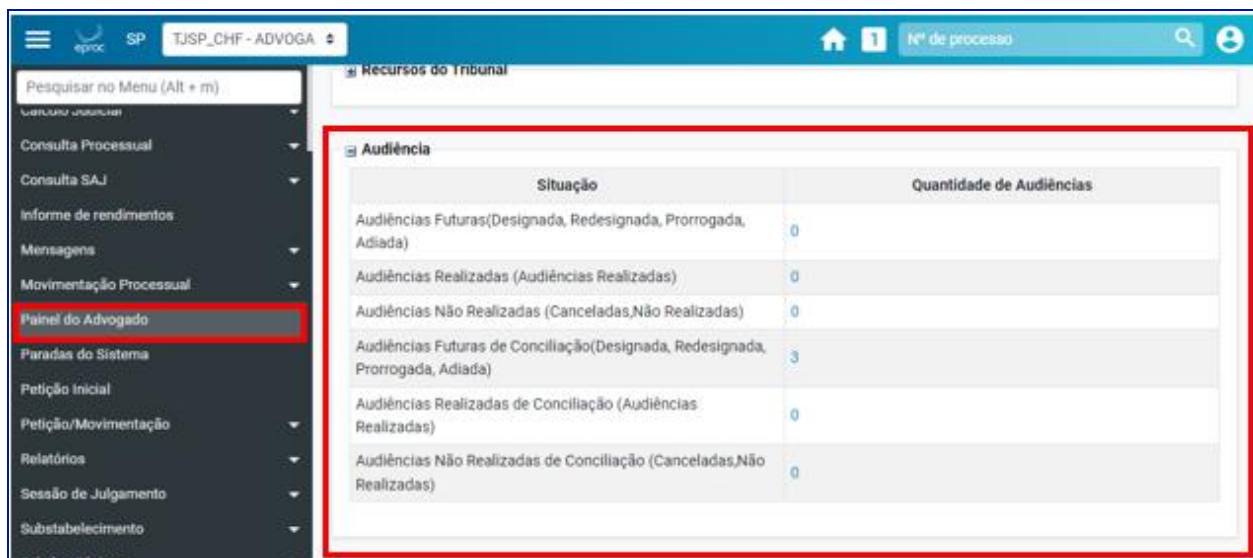 eproc SP TJSP_CHF - ADVOGA
1 Nº de processo
Pesquisar no Menu (Alt + m)
Cálculo Judicial
Consulta Processual
Consulta SAJ
Informe de rendimentos
Mensagens
Movimentação Processual
Painel do Advogado
Paradas do Sistema
Petição Inicial
Petição/Movimentação
Relatórios
Sessão de Julgamento
Substabelecimento
Recursos do Tribunal
Audiência
Situação Quantidade de Audiências
Audiências Futuras(Designada, Redesignada, Prorrogada,
Adiada) 0
Audiências Realizadas (Audiências Realizadas) 0
Audiências Não Realizadas (Canceladas,Não Realizadas) 0
Audiências Futuras de Conciliação(Designada, Redesignada,
Prorrogada, Adiada) 3
Audiências Realizadas de Conciliação (Audiências
Realizadas) 0
Audiências Não Realizadas de Conciliação (Canceladas,Não
Realizadas) 0